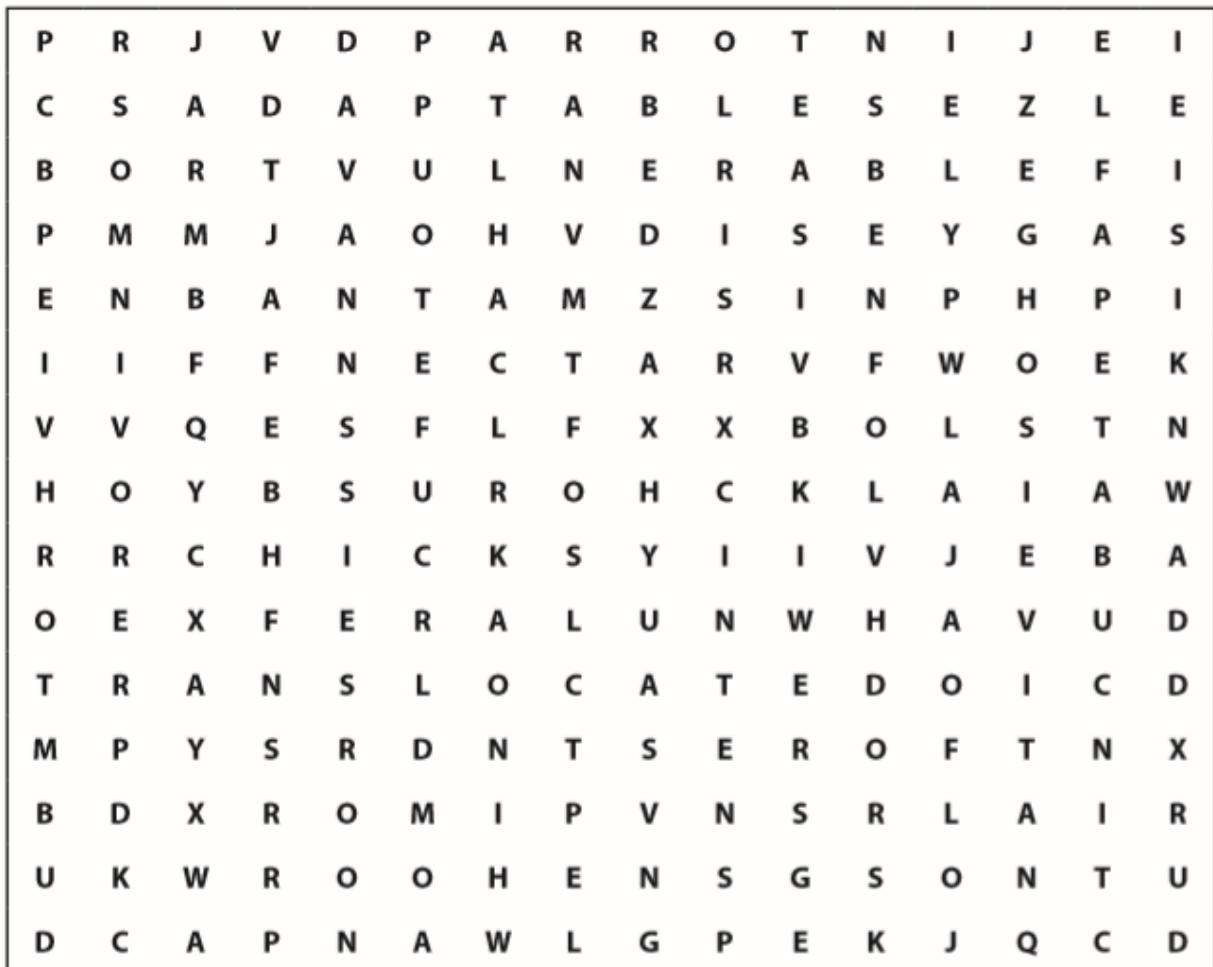 P R J V D P A R R O T N I J E I
C S A D A P T A B L E S E Z L E
B O R T V U L N E R A B L E F I
P M M J A O H V D I S E Y G A S
E N B A N T A M Z S I N P H P I
I I F F N E C T A R V F W O E K
V V Q E S F L F X X B O L S T N
H O Y B S U R O H C K L A I A W
R R C H I C K S Y I I V J E B A
O E X F E R A L U N W H A V U D
T R A N S L O C A T E D O I C D
M P Y S R D N T S E R O F T N X
B D X R O M I P V N S R L A I R
U K W R O O H E N S G S O N T U
D C A P N A W L G P E K J Q C D